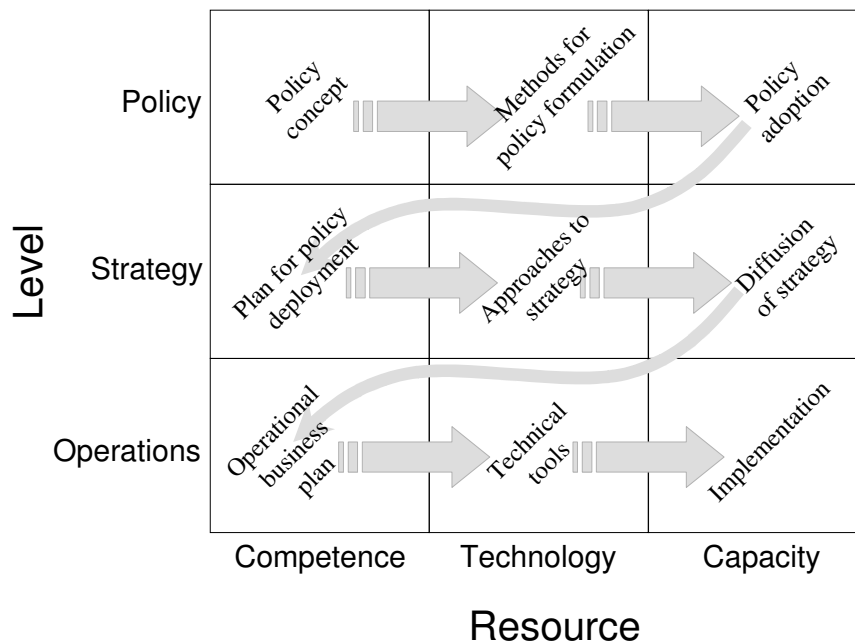 Level
Policy
Policy
concept
Methods for
policy formulation
Policy
adoption
Strategy
Plan for policy
deployment
Approaches to
strategy
Diffusion
of strategy
Operations
Operational
business
plan
Technical
tools
Implementation
Competence
Technology
Capacity
Resource